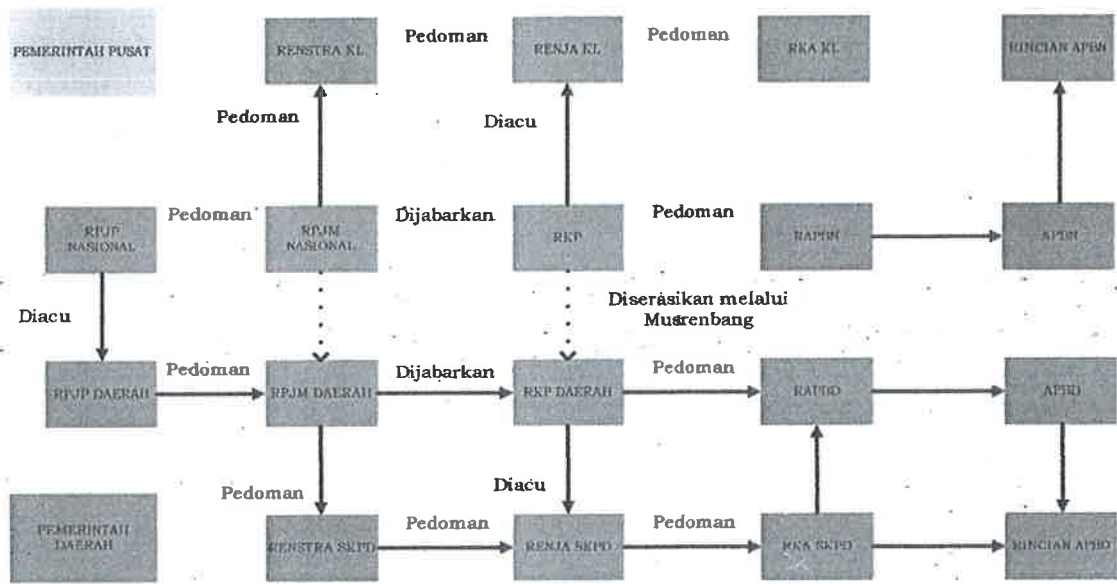 PEMERINTAH PUSAT
RENSTRA KL
Pedoman
RENJA KL
Pedoman
RKA KL
RINCIAN APBN
Pedoman
Diacu
RPJP
NASIONAL
Pedoman
RPJM
NASIONAL
Dijabarkan
RKP
Pedoman
RAPBN
APBN
Diacu
Diserasikan melalui
Musrenbang
RPJP DAERAH
Pedoman
RPJM DAERAH
Dijabarkan
RKP DAERAH
Pedoman
RAPBD
APBD
Pedoman
Diacu
PEMERINTAH
DAERAH
RENSTRA SKPD
Pedoman
RENJA SKPD
Pedoman
RKA SKPD
RINCIAN APBD